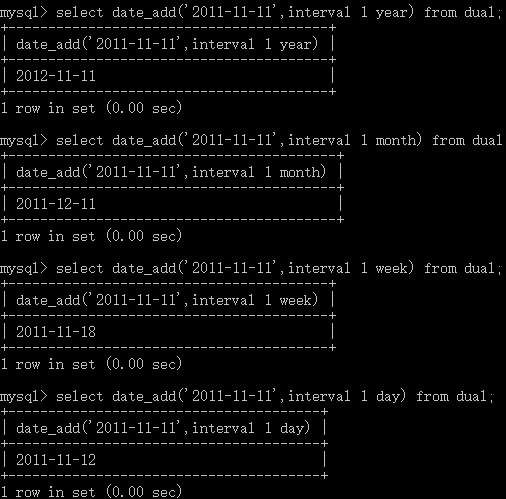 mysql> select date_add('2011-11-11',interval 1 year) from dual;
+----------------------------------------+
| date_add('2011-11-11',interval 1 year) |
+----------------------------------------+
| 2012-11-11                             |
+----------------------------------------+
1 row in set (0.00 sec)
mysql> select date_add('2011-11-11',interval 1 month) from dual
+-----------------------------------------+
| date_add('2011-11-11',interval 1 month) |
+-----------------------------------------+
| 2011-12-11                              |
+-----------------------------------------+
1 row in set (0.00 sec)
mysql> select date_add('2011-11-11',interval 1 week) from dual;
+----------------------------------------+
| date_add('2011-11-11',interval 1 week) |
+----------------------------------------+
| 2011-11-18                             |
+----------------------------------------+
1 row in set (0.00 sec)
mysql> select date_add('2011-11-11',interval 1 day) from dual;
+---------------------------------------+
| date_add('2011-11-11',interval 1 day) |
+---------------------------------------+
| 2011-11-12                            |
+---------------------------------------+
1 row in set (0.00 sec)